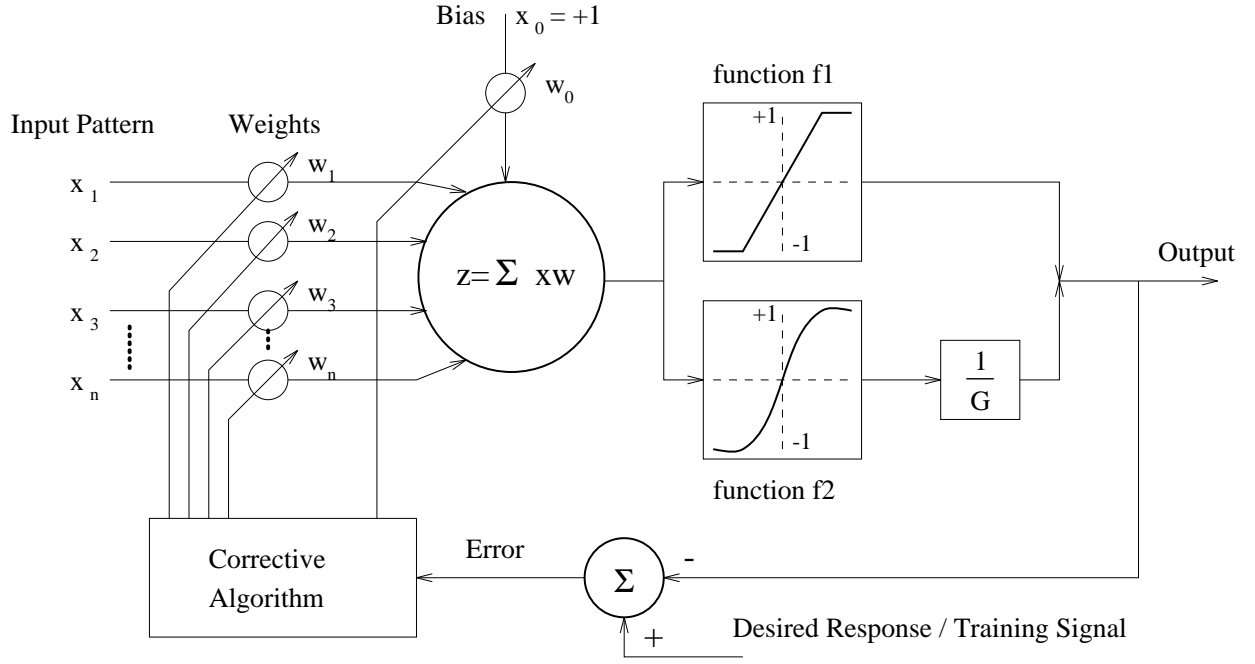 Bias
x 0 = +1
w 0
function f1
+1
-1
Input Pattern
Weights
x 1
w 1
x 2
w 2
x 3
w 3
x n
w n
z= Σ xw
Output
+1
-1
function f2
1
G
Corrective
Algorithm
Error
Σ
-
+
Desired Response / Training Signal